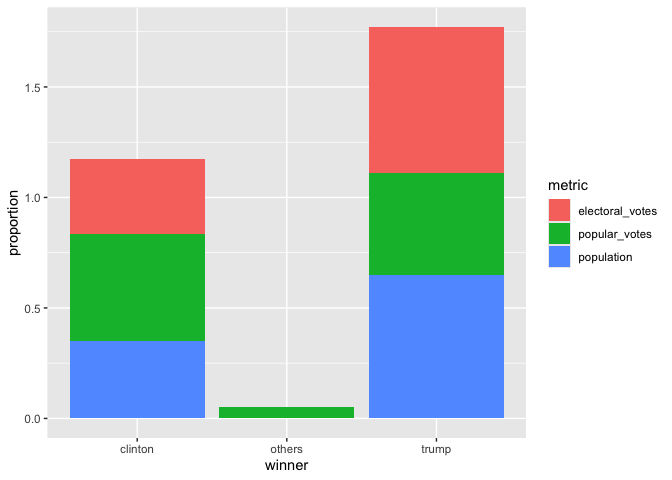 1.5
1.0
0.5
0.0
proportion
clinton
others
trump
winner
metric
electoral_votes
popular_votes
population